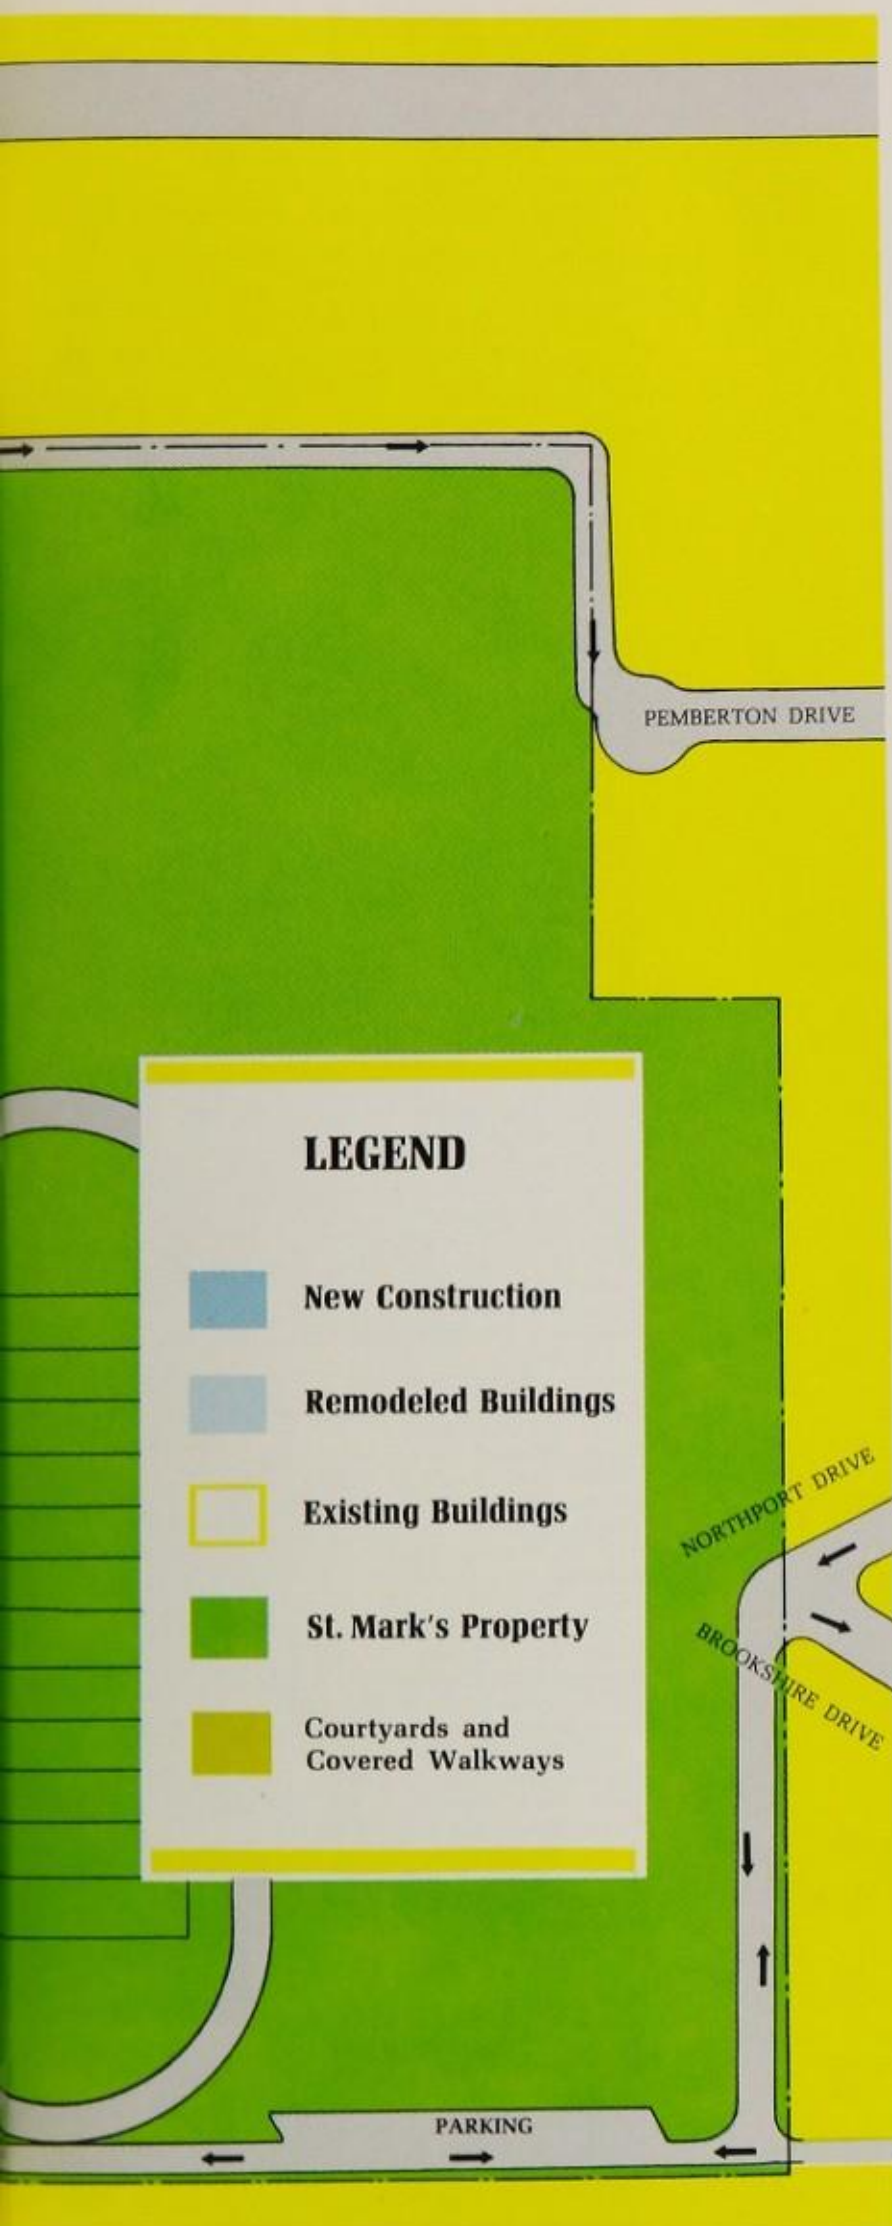 PEMBERTON DRIVE
LEGEND
New Construction
Remodeled Buildings
Existing Buildings
St. Mark's Property
Courtyards and
Covered Walkways
NORTHPORT DRIVE
BROOKSHIRE DRIVE
PARKING